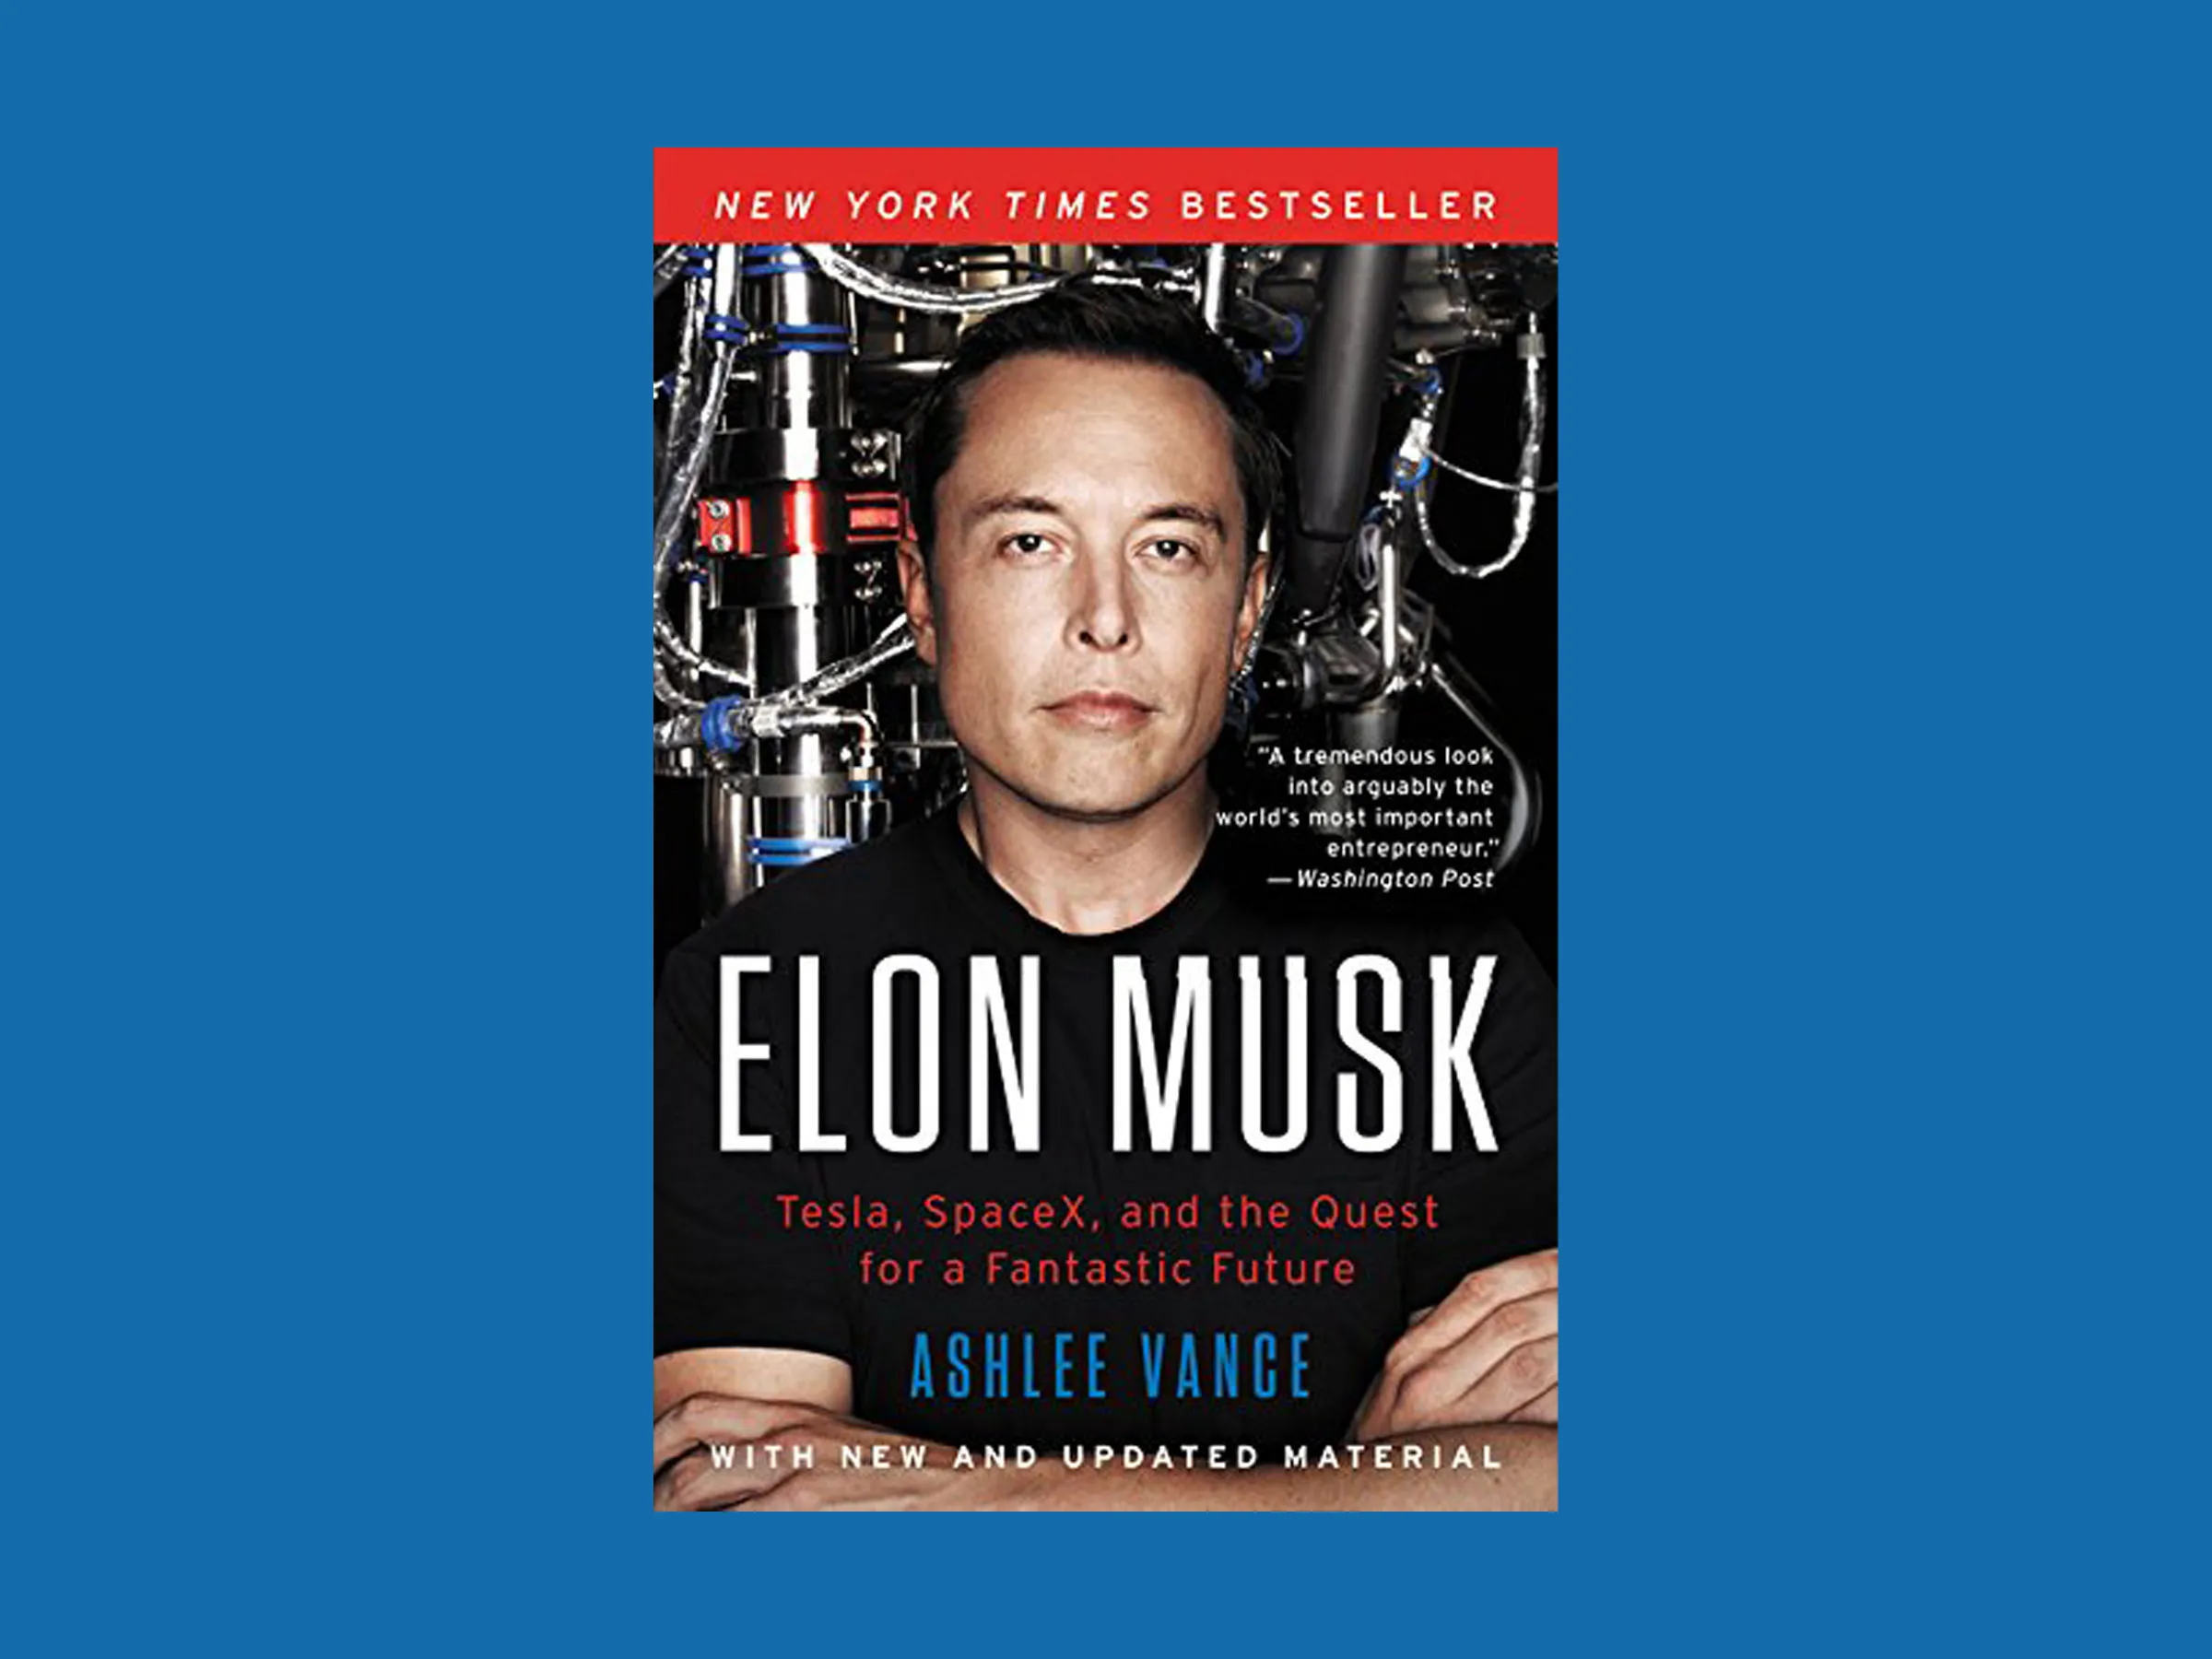 NEW YORK TIMES BESTSELLER
"A tremendous look
into arguably the
world's most important
entrepreneur."
—Washington Post
ELON MUSK
Tesla, SpaceX, and the Quest
for a Fantastic Future
ASHLEE VANCE
WITH NEW AND UPDATED MATERIAL